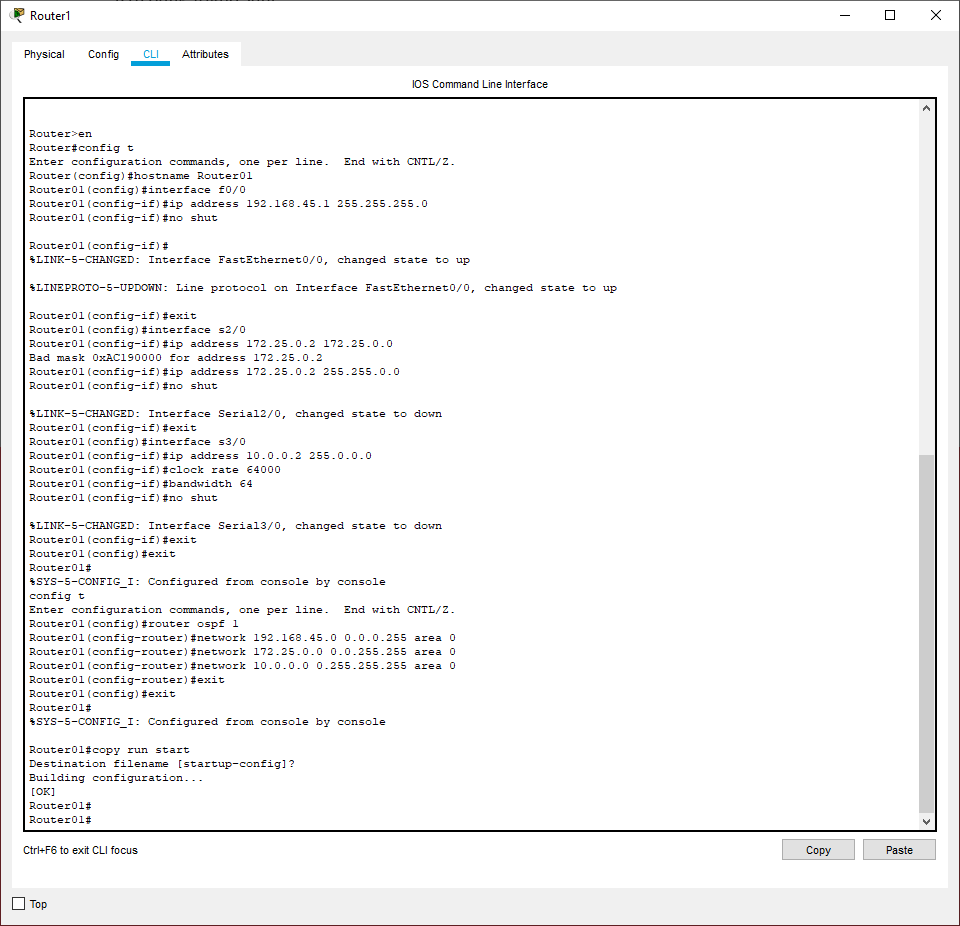 Router1
Physical Config CLI Attributes
IOS Command Line Interface
Router>en
Router#config t
Enter configuration commands, one per line.  End with CNTL/Z.
Router(config)#hostname Router01
Router01(config)#interface f0/0
Router01(config-if)#ip address 192.168.45.1 255.255.255.0
Router01(config-if)#no shut
Router01(config-if)#
%LINK-5-CHANGED: Interface FastEthernet0/0, changed state to up
%LINEPROTO-5-UPDOWN: Line protocol on Interface FastEthernet0/0, changed state to up
Router01(config-if)#exit
Router01(config)#interface s2/0
Router01(config-if)#ip address 172.25.0.2 172.25.0.0
Bad mask 0xAC190000 for address 172.25.0.2
Router01(config-if)#ip address 172.25.0.2 255.255.0.0
Router01(config-if)#no shut
%LINK-5-CHANGED: Interface Serial2/0, changed state to down
Router01(config-if)#exit
Router01(config)#interface s3/0
Router01(config-if)#ip address 10.0.0.2 255.0.0.0
Router01(config-if)#clock rate 64000
Router01(config-if)#bandwidth 64
Router01(config-if)#no shut
%LINK-5-CHANGED: Interface Serial3/0, changed state to down
Router01(config-if)#exit
Router01(config)#exit
Router01#
%SYS-5-CONFIG_I: Configured from console by console
config t
Enter configuration commands, one per line.  End with CNTL/Z.
Router01(config)#router ospf 1
Router01(config-router)#network 192.168.45.0 0.0.0.255 area 0
Router01(config-router)#network 172.25.0.0 0.0.255.255 area 0
Router01(config-router)#network 10.0.0.0 0.255.255.255 area 0
Router01(config-router)#exit
Router01(config)#exit
Router01#
%SYS-5-CONFIG_I: Configured from console by console
Router01#copy run start
Destination filename [startup-config]?
Building configuration...
[OK]
Router01#
Router01#
Ctrl+F6 to exit CLI focus
Copy Paste
Top